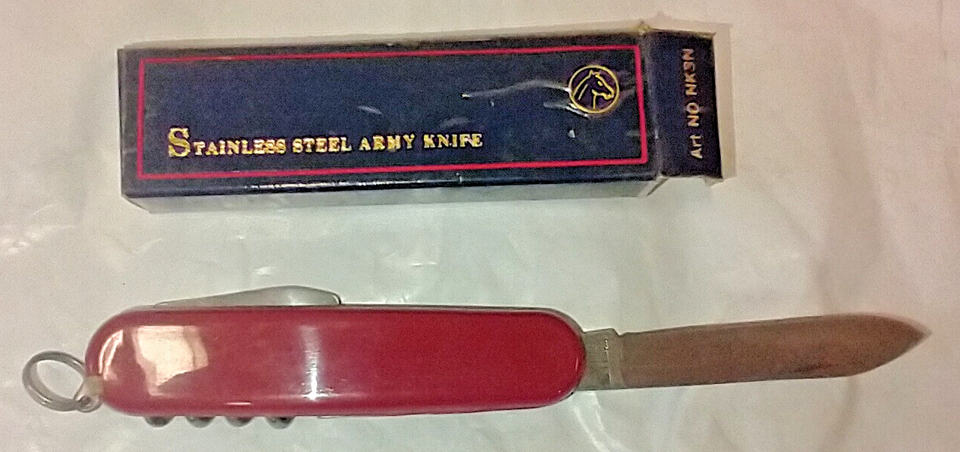 STAINLESS STEEL ARMY KNIFE
Art NO NK3N